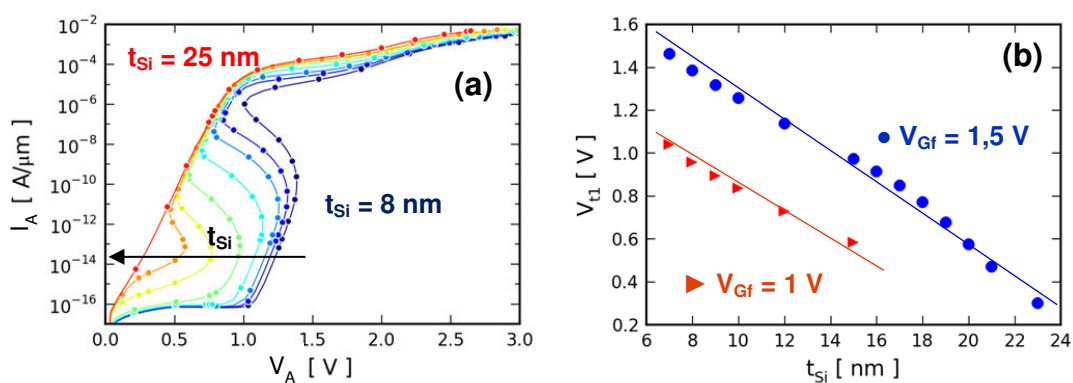 10⁻²
10⁻⁴
10⁻⁶
10⁻⁸
10⁻¹⁰
10⁻¹²
10⁻¹⁴
10⁻¹⁶
I_A [ A/μm ]
t_Si = 25 nm
(a)
t_Si = 8 nm
t_Si
0.0 0.5 1.0 1.5 2.0 2.5 3.0
V_A [ V ]
1.6
1.4
1.2
1.0
0.8
0.6
0.4
0.2
V_t1 [ V ]
(b)
V_Gf = 1,5 V
V_Gf = 1 V
6 8 10 12 14 16 18 20 22 24
t_Si [ nm ]